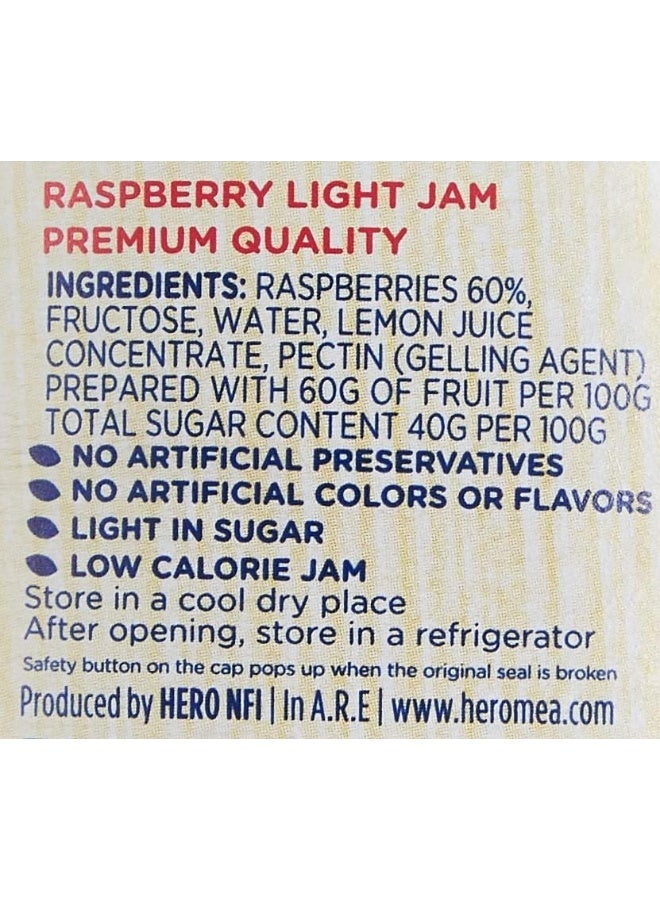 RASPBERRY LIGHT JAM
PREMIUM QUALITY
INGREDIENTS: RASPBERRIES 60%,
FRUCTOSE, WATER, LEMON JUICE
CONCENTRATE, PECTIN (GELLING AGENT)
PREPARED WITH 60G OF FRUIT PER 100G
TOTAL SUGAR CONTENT 40G PER 100G
NO ARTIFICIAL PRESERVATIVES
NO ARTIFICIAL COLORS OR FLAVORS
LIGHT IN SUGAR
LOW CALORIE JAM
Store in a cool dry place
After opening, store in a refrigerator
Safety button on the cap pops up when the original seal is broken
Produced by HERO NFI | In A.R.E | www.heromea.com